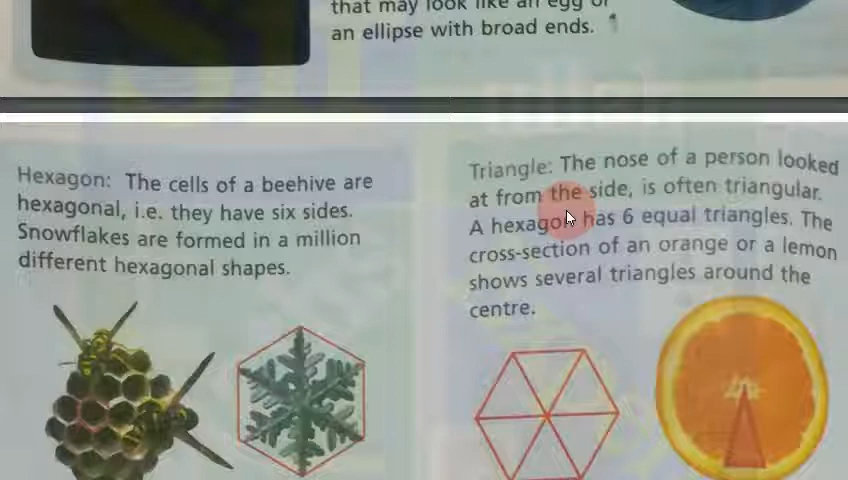 that may look like an egg or
an ellipse with broad ends.
Hexagon: The cells of a beehive are
hexagonal, i.e. they have six sides.
Snowflakes are formed in a million
different hexagonal shapes.
Triangle: The nose of a person looked
at from the side, is often triangular.
A hexagon has 6 equal triangles. The
cross-section of an orange or a lemon
shows several triangles around the
centre.